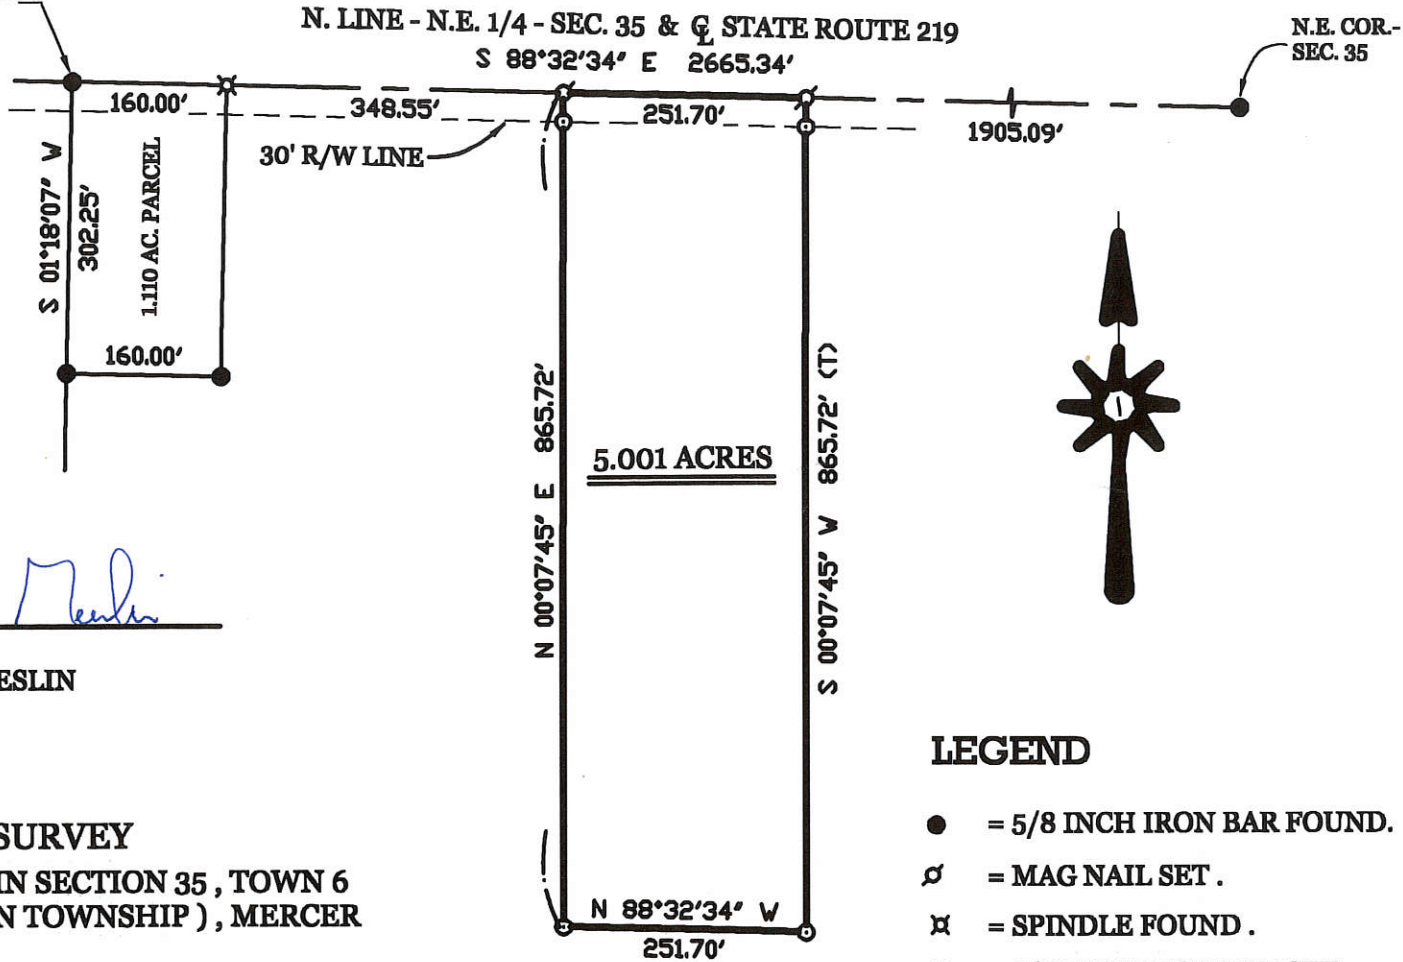 N. LINE - N.E. 1/4 - SEC. 35 & ℄ STATE ROUTE 219
S 88°32'34" E 2665.34'
N.E. COR.-
SEC. 35
160.00'
348.55'
251.70'
1905.09'
30' R/W LINE
S 01°18'07" W
302.25'
1.110 AC. PARCEL
160.00'
N 00°07'45" E 865.72'
5.001 ACRES
S 00°07'45" W 865.72' (T)
ESLIN
SURVEY
IN SECTION 35 , TOWN 6
N TOWNSHIP ) , MERCER
N 88°32'34" W
251.70'
LEGEND
= 5/8 INCH IRON BAR FOUND.
= MAG NAIL SET .
= SPINDLE FOUND .